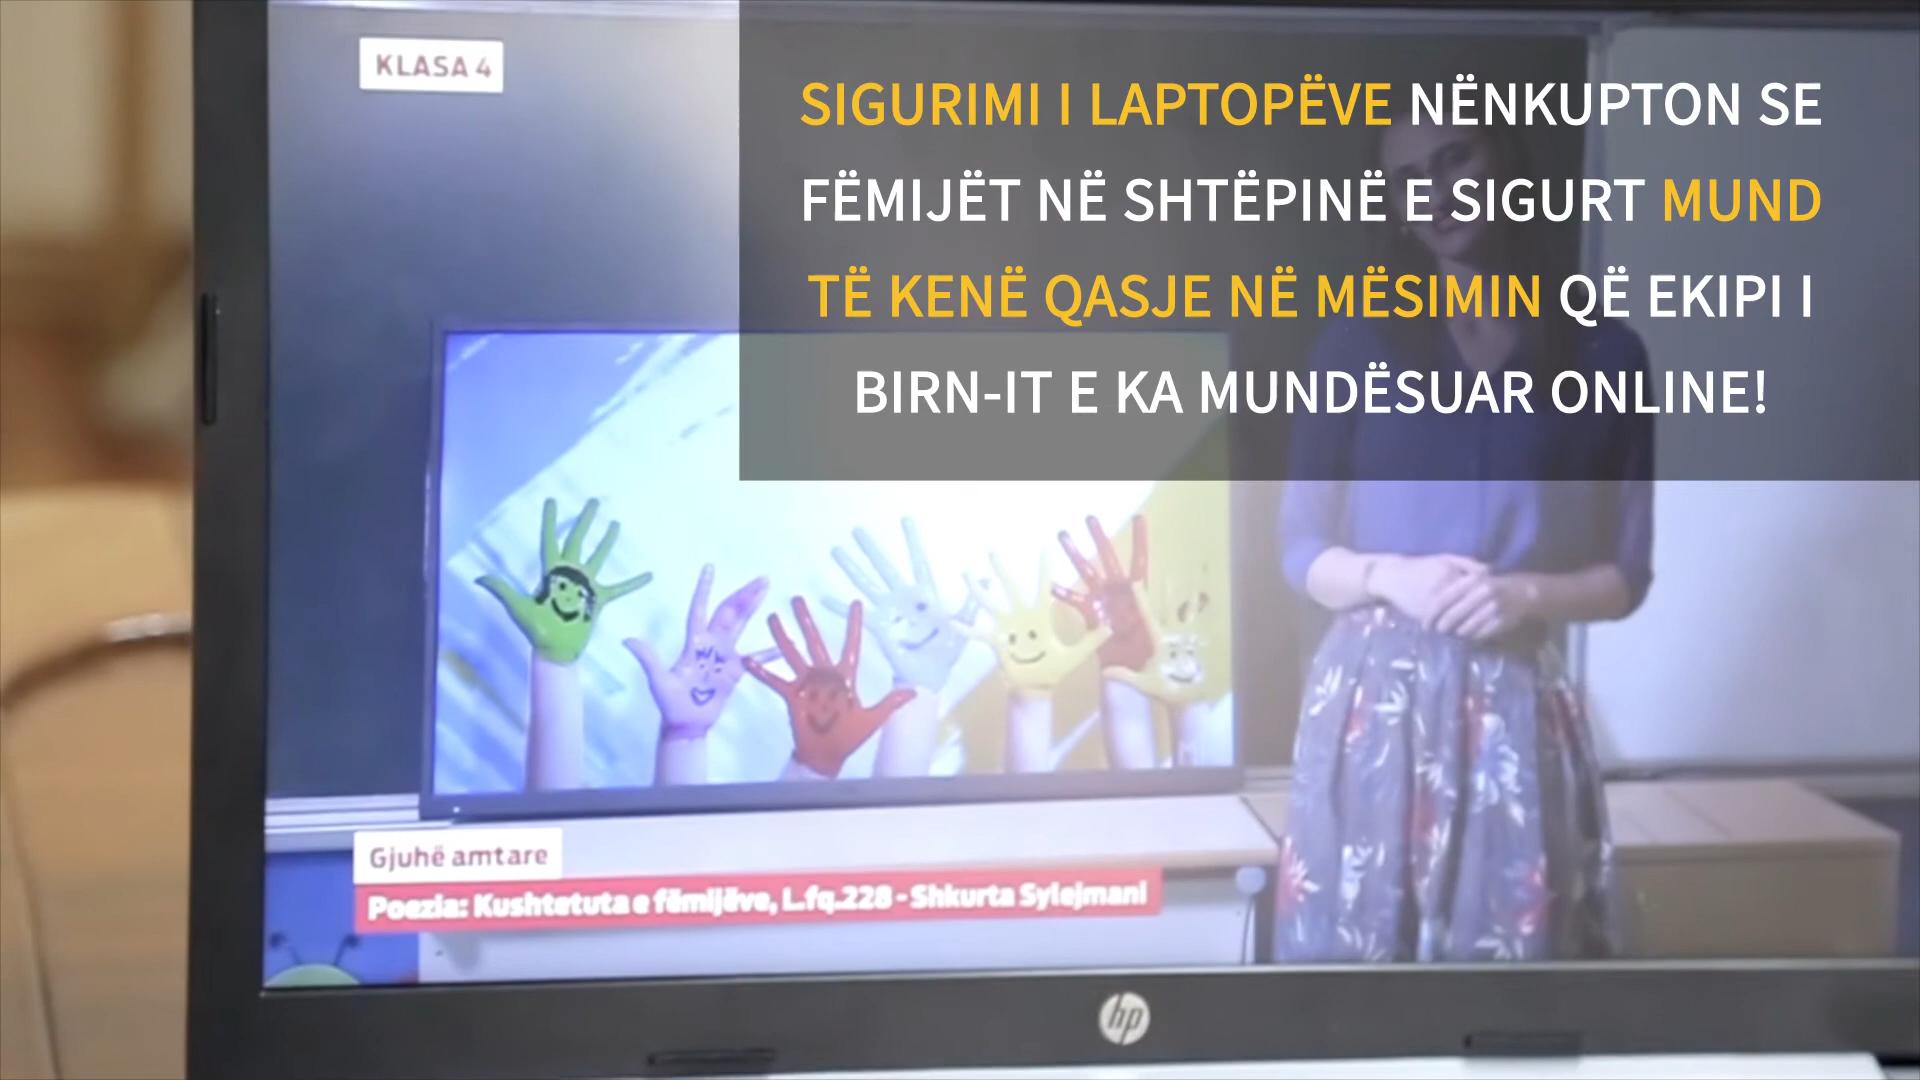 KLASA 4
SIGURIMI I LAPTOPËVE NËNKUPTON SE
FËMIJËT NË SHTËPINË E SIGURT MUND
TË KENË QASJE NË MËSIMIN QË EKIPI I
BIRN-IT E KA MUNDËSUAR ONLINE!
Gjuhë amtare
Poezia: Kushtetuta e fëmijëve, L.fq.228 - Shkurta Sylejmani
hp